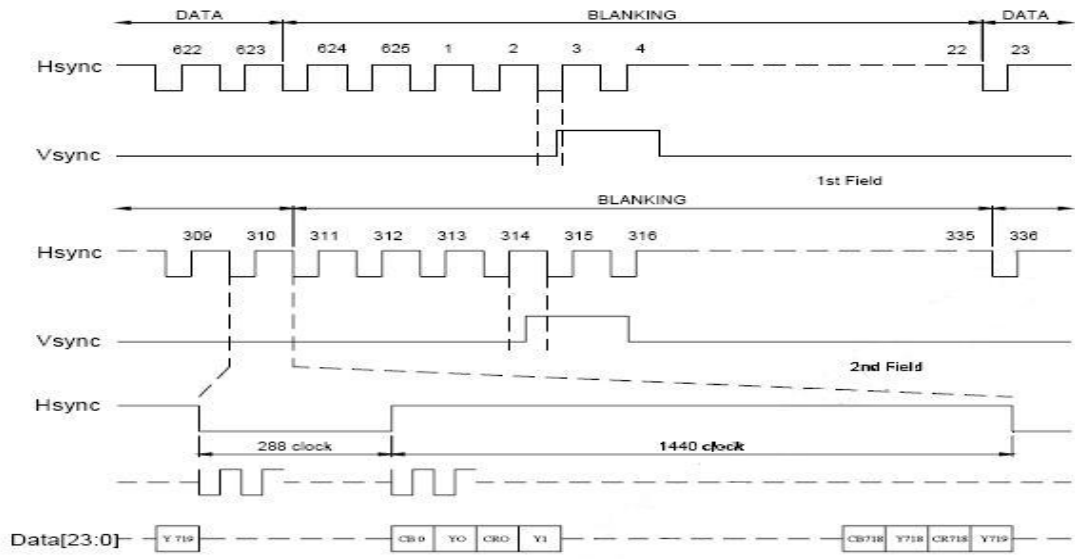 DATA BLANKING DATA
622 623 624 625 1 2 3 4 22 23
Hsync
Vsync
1st Field
BLANKING
309 310 311 312 313 314 315 316 335 336
Hsync
Vsync
2nd Field
Hsync
288 clock 1440 clock
Data[23:0] Y 719 CB 0 YO CRO Y1 CB718 Y718 CR718 Y719